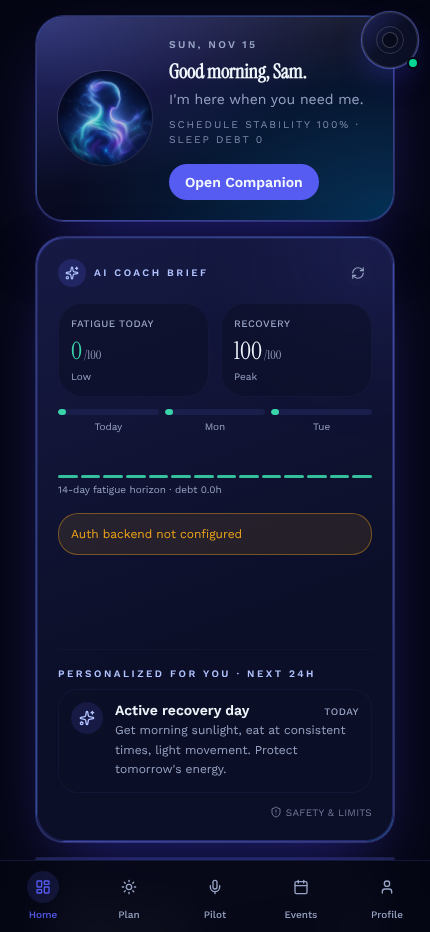 SUN, NOV 15
Good morning, Sam.
I'm here when you need me.
SCHEDULE STABILITY 100% ·
SLEEP DEBT 0
Open Companion
AI COACH BRIEF
FATIGUE TODAY
0 /100
Low
RECOVERY
100 /100
Peak
Today Mon Tue
14-day fatigue horizon · debt 0.0h
Auth backend not configured
PERSONALIZED FOR YOU · NEXT 24H
Active recovery day TODAY
Get morning sunlight, eat at consistent
times, light movement. Protect
tomorrow's energy.
SAFETY & LIMITS
Home Plan Pilot Events Profile